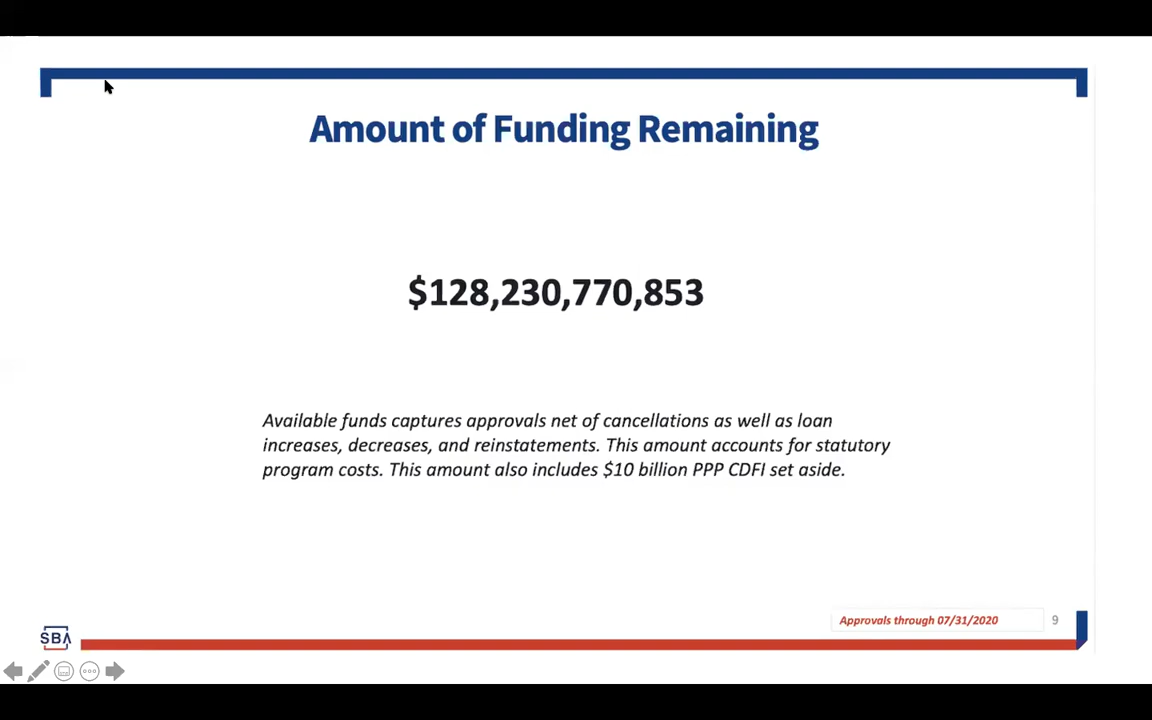 Amount of Funding Remaining
$128,230,770,853
Available funds captures approvals net of cancellations as well as loan
increases, decreases, and reinstatements. This amount accounts for statutory
program costs. This amount also includes $10 billion PPP CDFI set aside.
Approvals through 07/31/2020
9
SBA